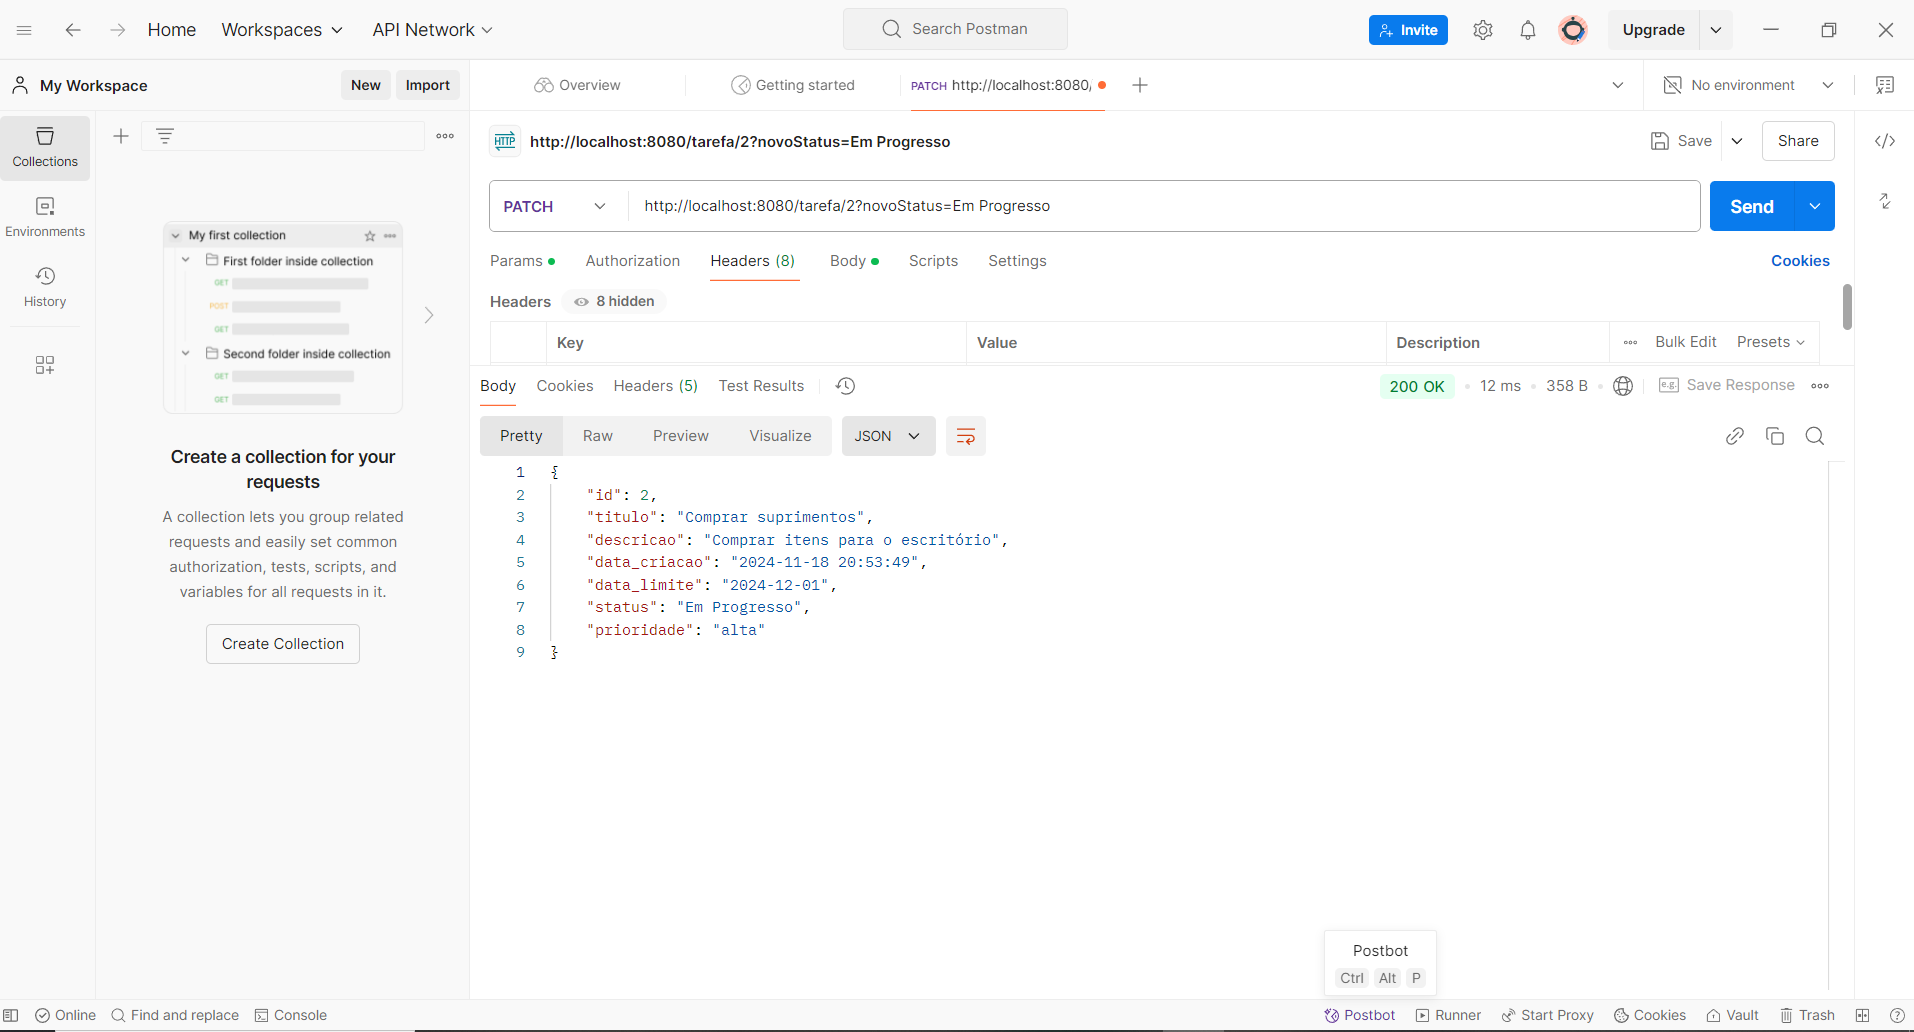 Home Workspaces API Network Search Postman Invite Upgrade
My Workspace New Import Overview Getting started PATCH http://localhost:8080/ No environment
Collections
Environments
History
My first collection
First folder inside collection
GET
POST
GET
Second folder inside collection
GET
GET
Create a collection for your
requests
A collection lets you group related
requests and easily set common
authorization, tests, scripts, and
variables for all requests in it.
Create Collection
HTTP http://localhost:8080/tarefa/2?novoStatus=Em Progresso Save Share
PATCH http://localhost:8080/tarefa/2?novoStatus=Em Progresso Send
Params Authorization Headers (8) Body Scripts Settings Cookies
Headers 8 hidden
Key Value Description Bulk Edit Presets
Body Cookies Headers (5) Test Results 200 OK 12 ms 358 B e.g. Save Response
Pretty Raw Preview Visualize JSON
1 {
2 "id": 2,
3 "titulo": "Comprar suprimentos",
4 "descricao": "Comprar itens para o escritório",
5 "data_criacao": "2024-11-18 20:53:49",
6 "data_limite": "2024-12-01",
7 "status": "Em Progresso",
8 "prioridade": "alta"
9 }
Postbot
Ctrl Alt P
Online Find and replace Console Postbot Runner Start Proxy Cookies Vault Trash